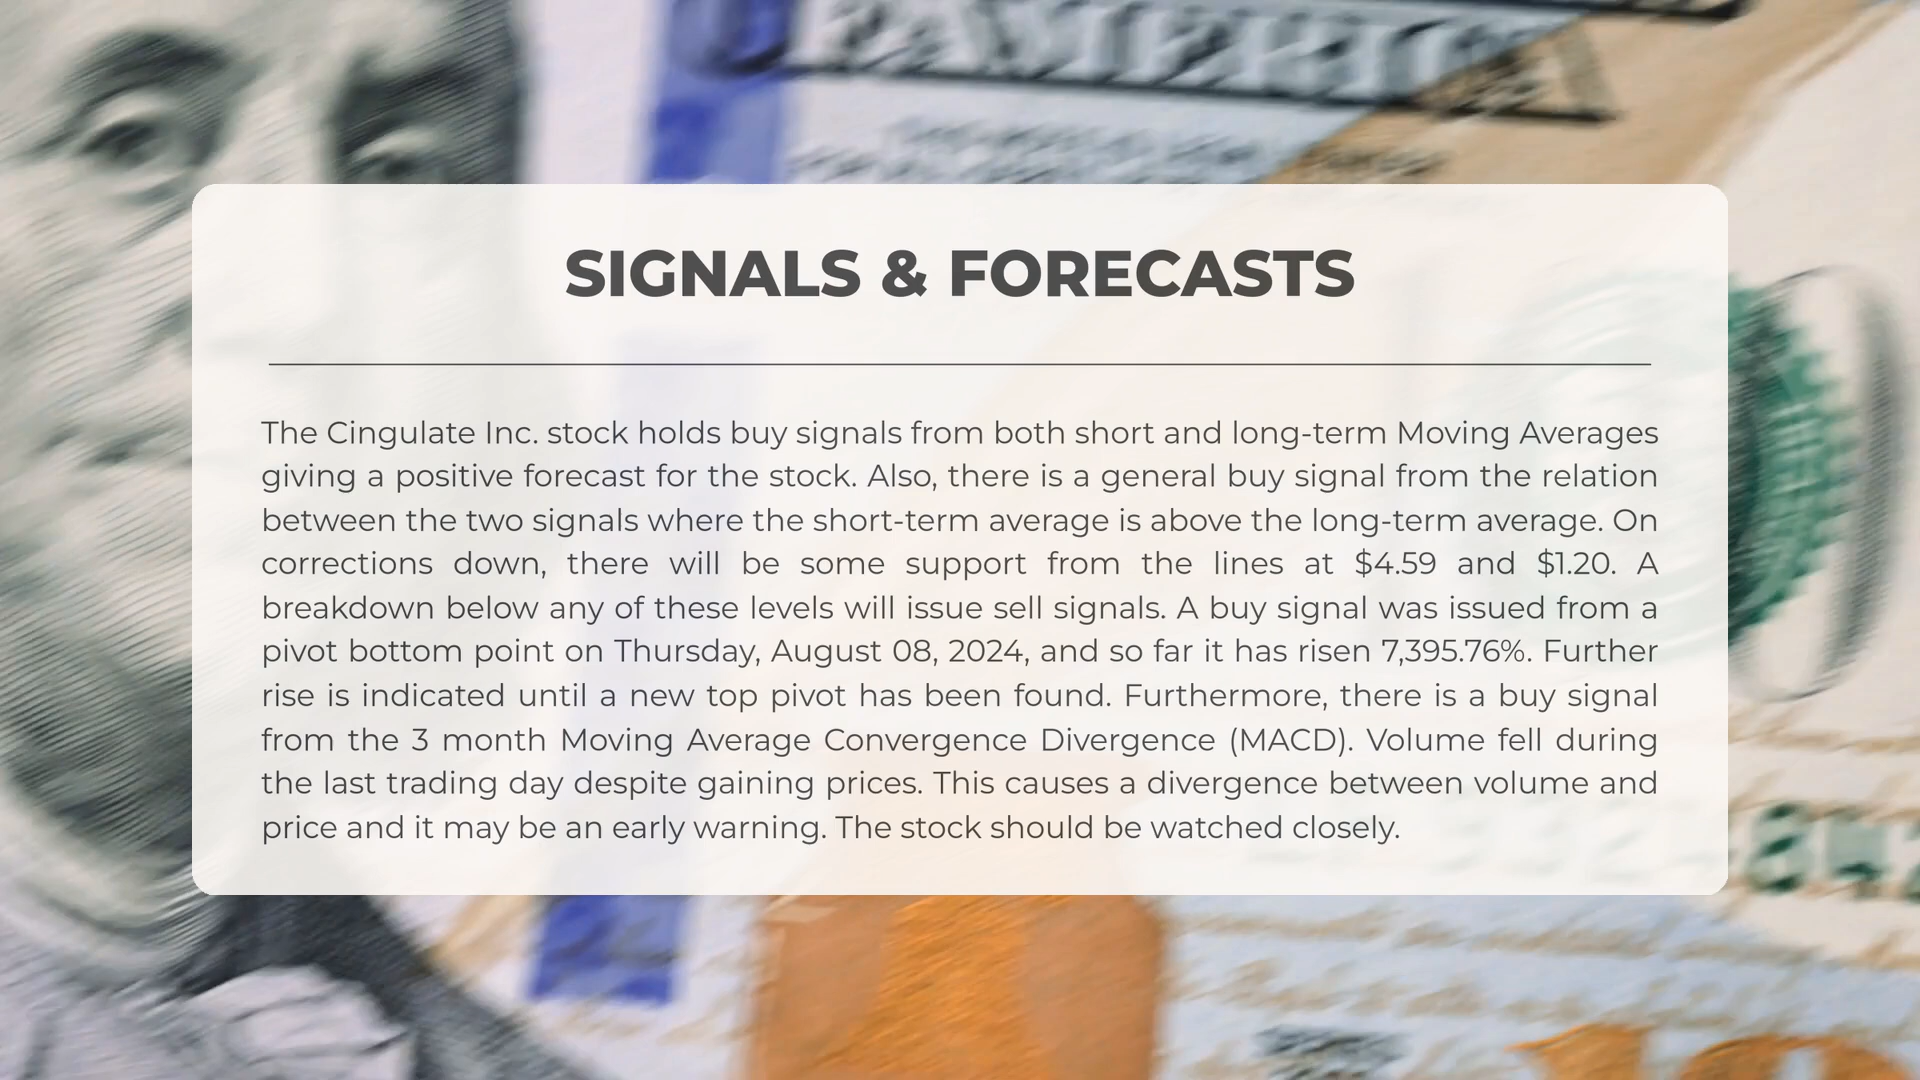 AMERICA
SIGNALS & FORECASTS
The Cingulate Inc. stock holds buy signals from both short and long-term Moving Averages
giving a positive forecast for the stock. Also, there is a general buy signal from the relation
between the two signals where the short-term average is above the long-term average. On
corrections down, there will be some support from the lines at $4.59 and $1.20. A
breakdown below any of these levels will issue sell signals. A buy signal was issued from a
pivot bottom point on Thursday, August 08, 2024, and so far it has risen 7,395.76%. Further
rise is indicated until a new top pivot has been found. Furthermore, there is a buy signal
from the 3 month Moving Average Convergence Divergence (MACD). Volume fell during
the last trading day despite gaining prices. This causes a divergence between volume and
price and it may be an early warning. The stock should be watched closely.